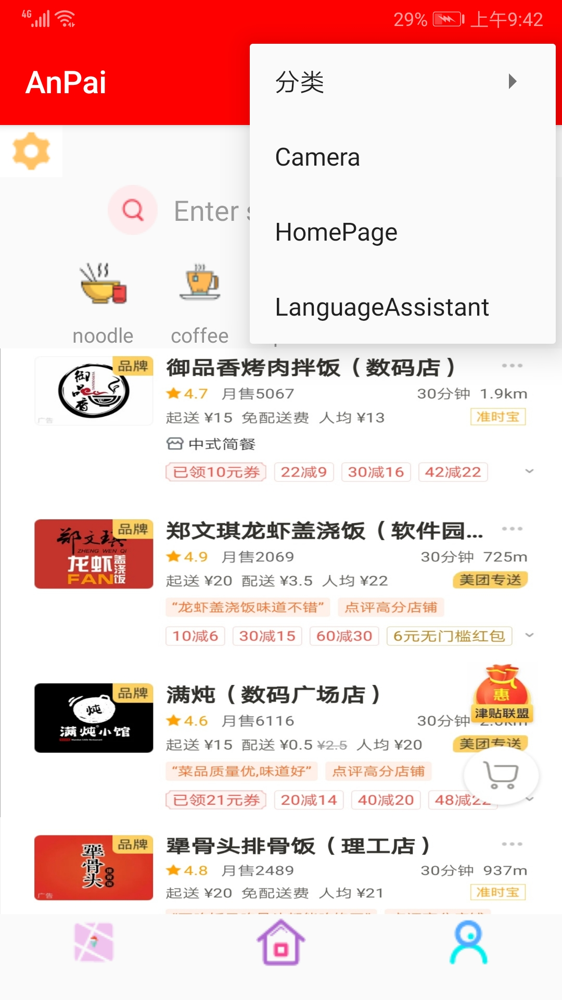 4G 29% 上午9:42
AnPai
分类
Camera
HomePage
LanguageAssistant
Enter
noodle coffee
品牌
御品香
广告
御品香烤肉拌饭（数码店）
4.7 月售5067 30分钟 1.9km
起送 ¥15 免配送费 人均 ¥13 准时宝
中式简餐
已领10元券 22减9 30减16 42减22
品牌
郑文琪
ZHENG WEN QI
龙虾盖浇饭
FAN
郑文琪龙虾盖浇饭（软件园...
4.9 月售2069 30分钟 725m
起送 ¥20 配送 ¥3.5 人均 ¥22 美团专送
“龙虾盖浇饭味道不错” 点评高分店铺
10减6 30减15 60减30 6元无门槛红包
品牌
炖
满炖小馆
满炖（数码广场店）
惠
津贴联盟
4.6 月售6116 30分钟
起送 ¥15 配送 ¥0.5 ¥2.5 人均 ¥20 美团专送
“菜品质量优,味道好” 点评高分店铺
已领21元券 20减14 40减20 48减22
品牌
犟骨头
排骨饭
广告
犟骨头排骨饭（理工店）
4.8 月售2489 30分钟 937m
起送 ¥20 免配送费 人均 ¥21 准时宝